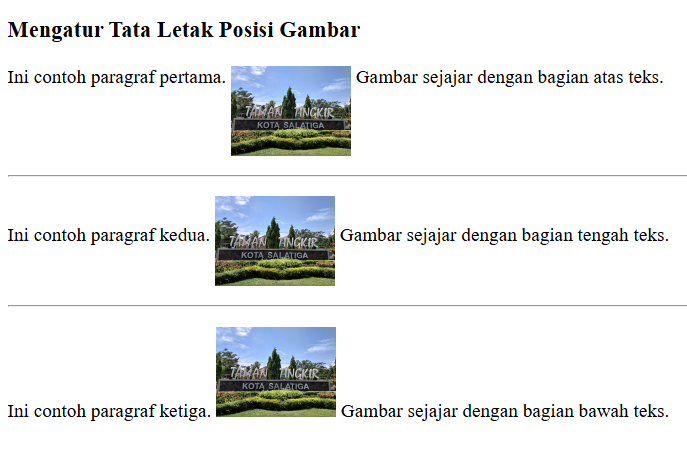 Mengatur Tata Letak Posisi Gambar
Ini contoh paragraf pertama. Gambar sejajar dengan bagian atas teks.
TAMAN TINGKIR
KOTA SALATIGA
Ini contoh paragraf kedua. Gambar sejajar dengan bagian tengah teks.
TAMAN TINGKIR
KOTA SALATIGA
TAMAN TINGKIR
KOTA SALATIGA
Ini contoh paragraf ketiga. Gambar sejajar dengan bagian bawah teks.